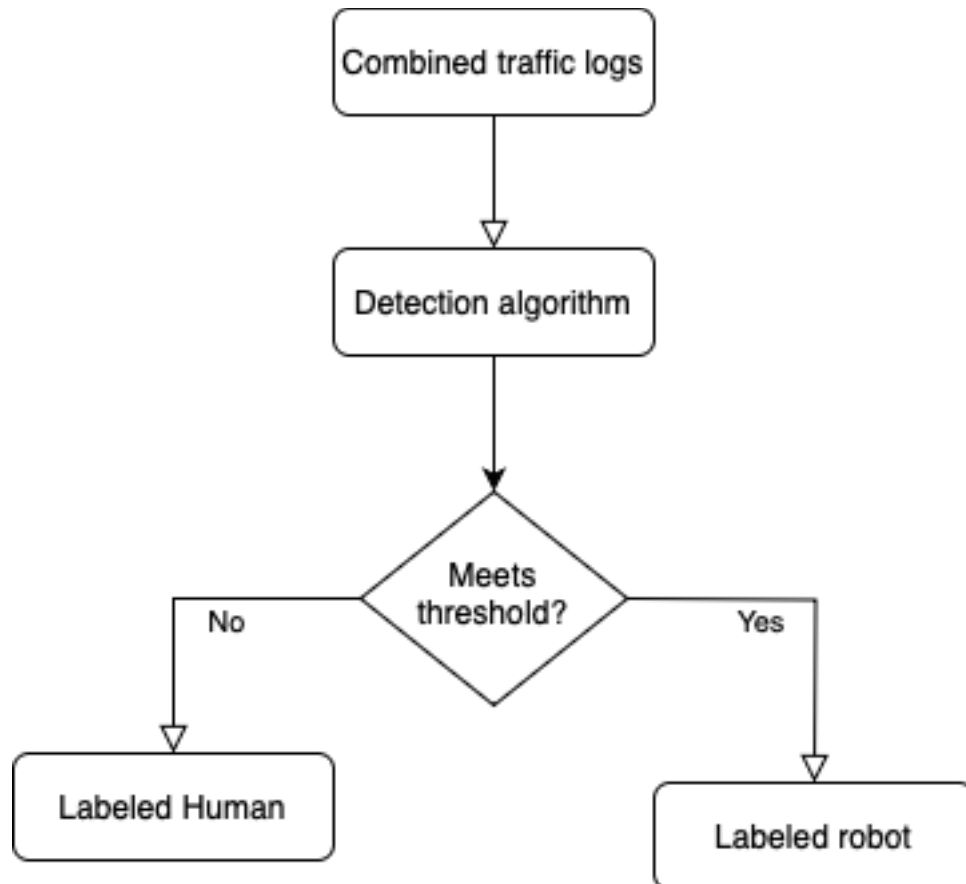 Combined traffic logs
Detection algorithm
Meets
threshold?
No
Yes
Labeled Human
Labeled robot